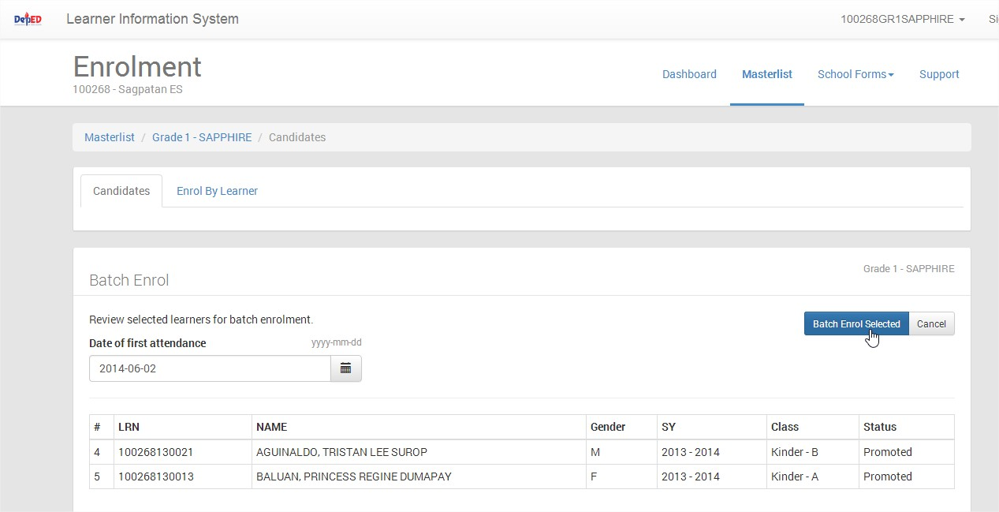 DepED Learner Information System 100268GR1SAPPHIRE Si
Enrolment
100268 - Sagpatan ES
Dashboard Masterlist School Forms Support
Masterlist / Grade 1 - SAPPHIRE / Candidates
Candidates Enrol By Learner
Batch Enrol Grade 1 - SAPPHIRE
Review selected learners for batch enrolment. Batch Enrol Selected Cancel
Date of first attendance yyyy-mm-dd
2014-06-02
# LRN NAME Gender SY Class Status
4 100268130021 AGUINALDO, TRISTAN LEE SUROP M 2013 - 2014 Kinder - B Promoted
5 100268130013 BALUAN, PRINCESS REGINE DUMAPAY F 2013 - 2014 Kinder - A Promoted